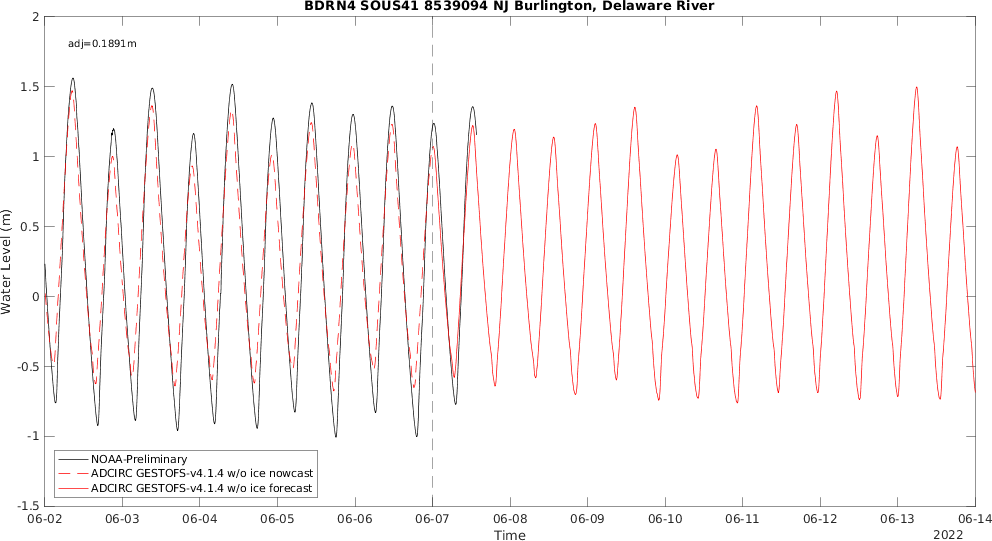 BDRN4 SOUS41 8539094 NJ Burlington, Delaware River
adj=0.1891m
2
1.5
1
0.5
0
-0.5
-1
-1.5
Water Level (m)
NOAA-Preliminary
ADCIRC GESTOFS-v4.1.4 w/o ice nowcast
ADCIRC GESTOFS-v4.1.4 w/o ice forecast
06-02 06-03 06-04 06-05 06-06 06-07 06-08 06-09 06-10 06-11 06-12 06-13 06-14
Time
2022